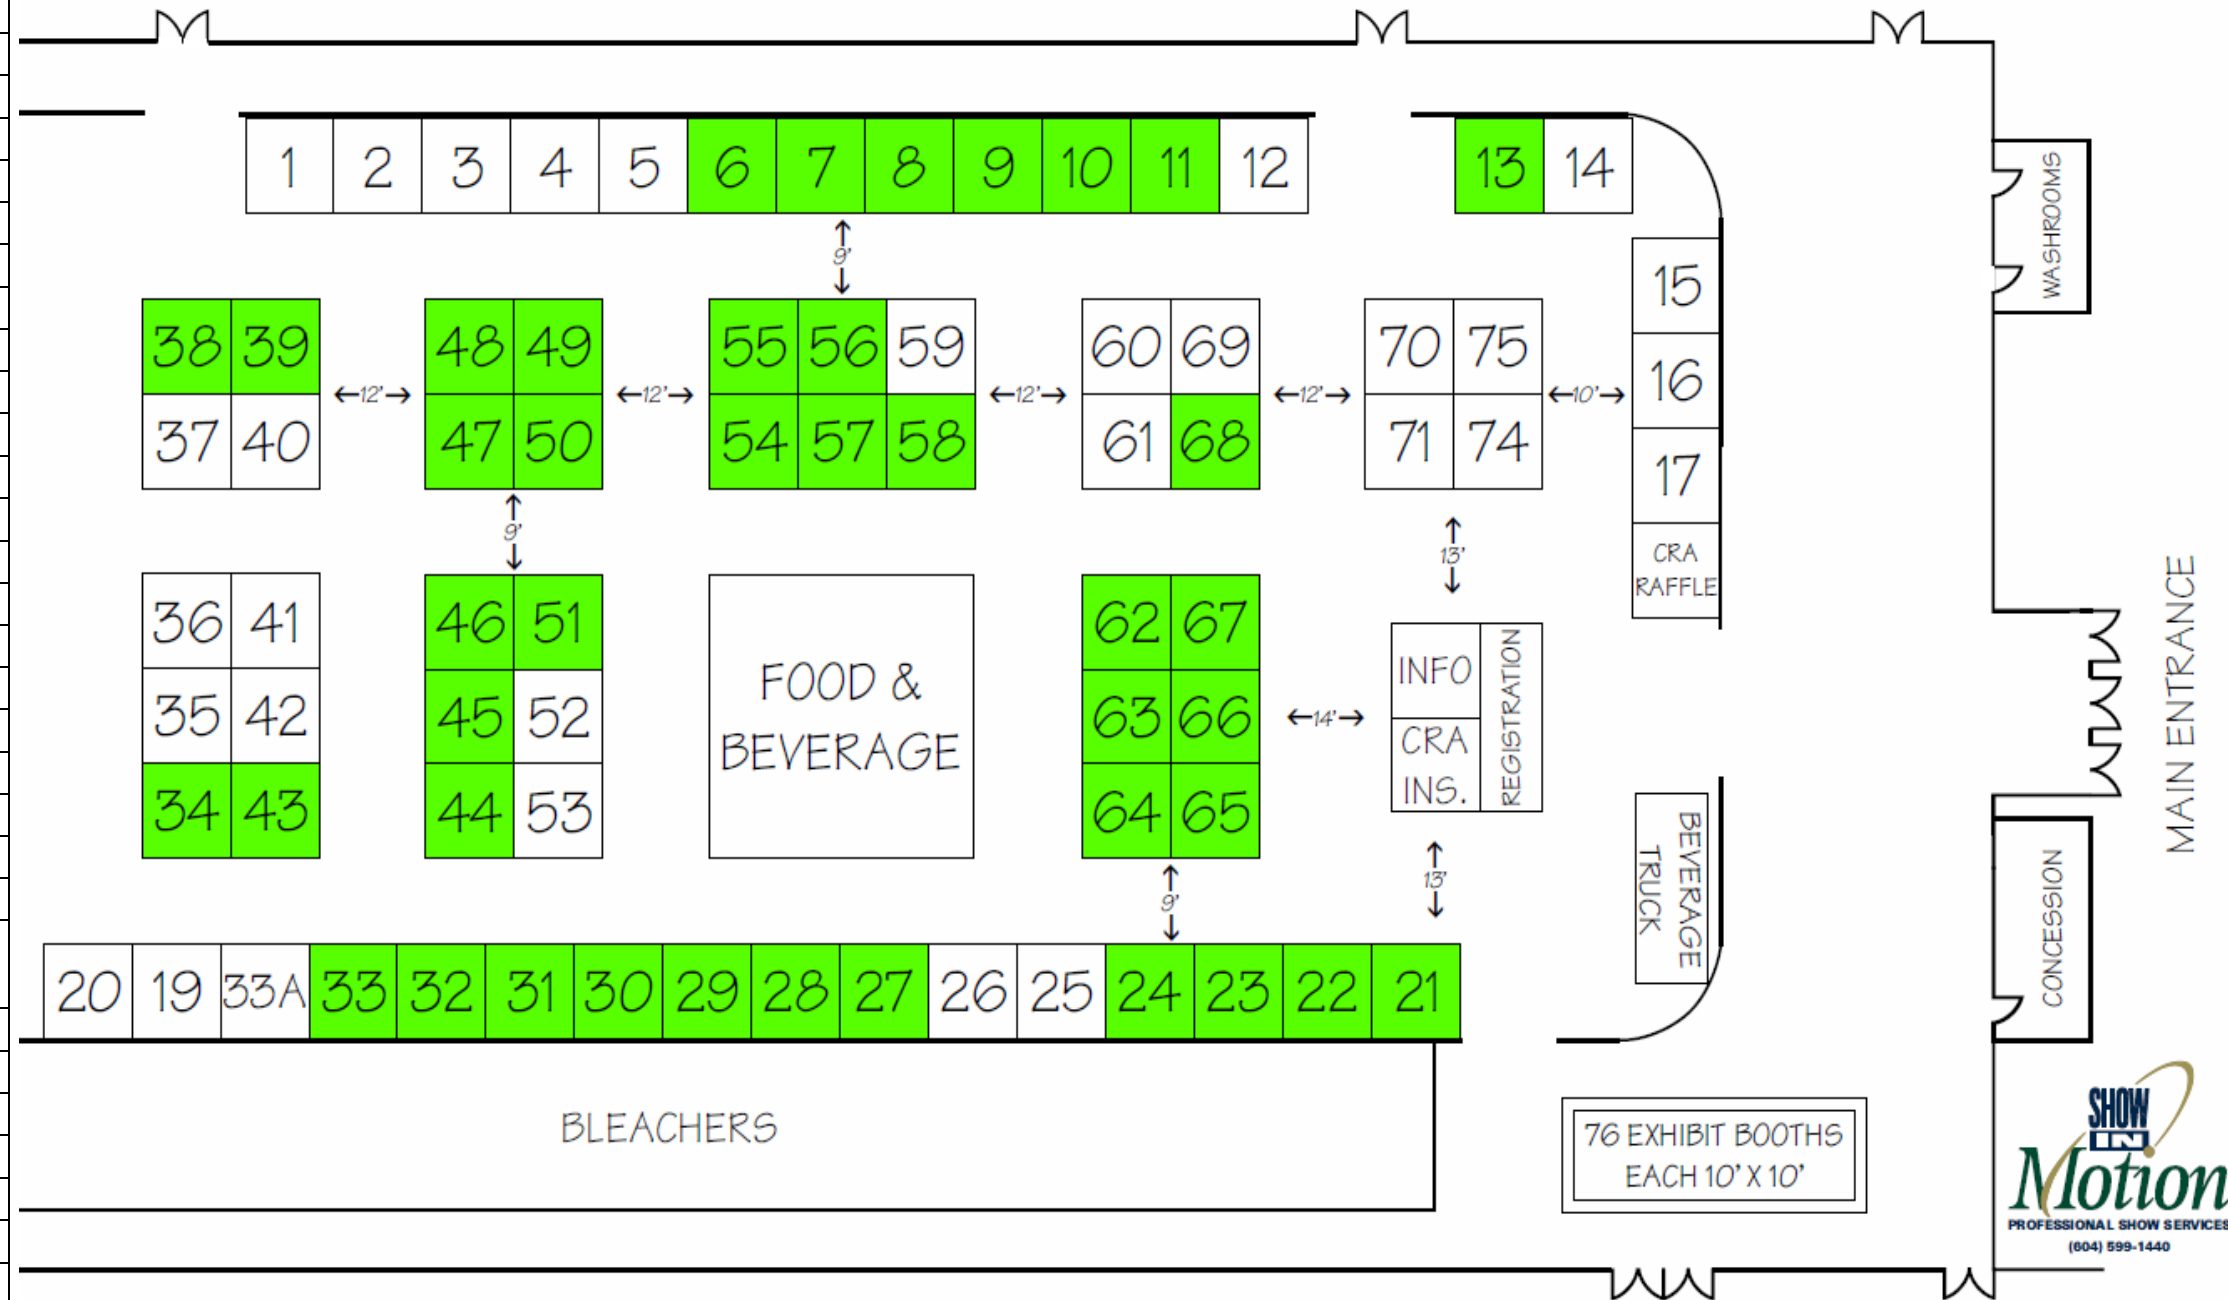 1 2 3 4 5 6 7 8 9 10 11 12 13 14
WASHROOMS
9'
15
38 39 48 49 55 56 59 60 69 70 75
16
12' 12' 12' 12' 10'
37 40 47 50 54 57 58 61 68 71 74
17
9'
13'
CRA
RAFFLE
MAIN ENTRANCE
36 41 46 51 62 67
FOOD &
BEVERAGE
INFO
REGISTRATION
35 42 45 52 63 66
14'
CRA
INS.
34 43 44 53 64 65
BEVERAGE
TRUCK
CONCESSION
9'
13'
20 19 33A 33 32 31 30 29 28 27 26 25 24 23 22 21
BLEACHERS
76 EXHIBIT BOOTHS
EACH 10' X 10'
SHOW
IN
Motion
PROFESSIONAL SHOW SERVICES
(604) 599-1440